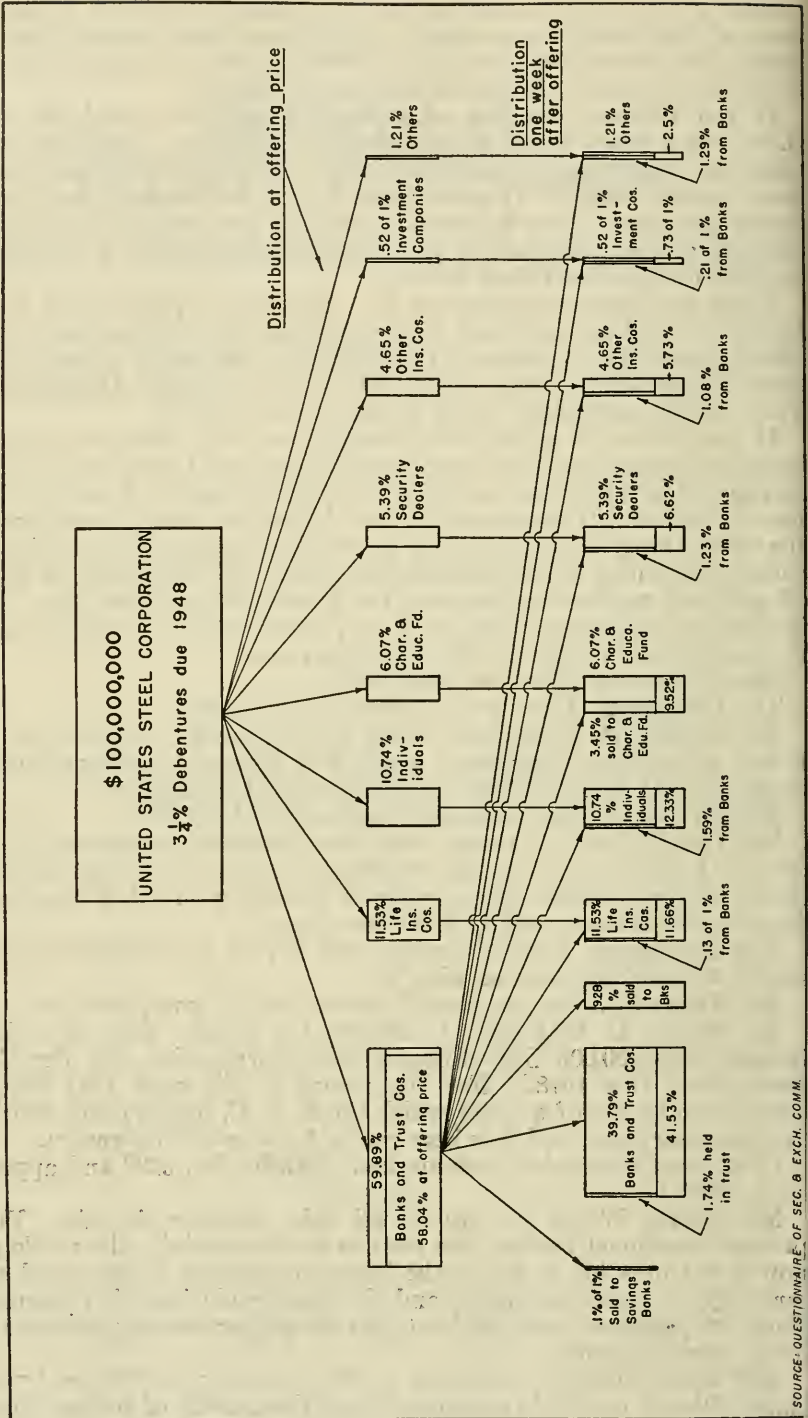 $100,000,000
UNITED STATES STEEL CORPORATION
3 1/4% Debentures due 1948
Distribution at offering price
59.89%
Banks and Trust Cos.
58.04% at offering price
11.53%
Life
Ins.
Cos.
10.74%
Indiv-
iduals
6.07%
Char. &
Educ. Fd.
5.39%
Security
Dealers
4.65%
Other
Ins. Cos.
.52 of 1%
Investment
Companies
1.21%
Others
Distribution
one week
after offering
.1% of 1%
Sold to
Savings
Banks
39.79%
Banks and Trust Cos.
41.53%
1.74% held
in trust
9.28
%
sold
to
Bks
11.53%
Life
Ins.
Cos.
11.66%
.13 of 1%
from Banks
10.74
%
Indiv-
iduals
12.33%
1.59%
from Banks
6.07%
Char. &
Educa.
Fund
3.45%
sold to
Char. &
Edu. Fd.
9.52%
5.39%
Security
Dealers
6.62%
1.23%
from Banks
4.65%
Other
Ins. Cos.
5.73%
1.08%
from Banks
.52 of 1%
Invest-
ment Cos.
.73 of 1%
.21 of 1%
from Banks
1.21%
Others
2.5%
1.29%
from Banks
SOURCE: QUESTIONNAIRE OF SEC. & EXCH. COMM.